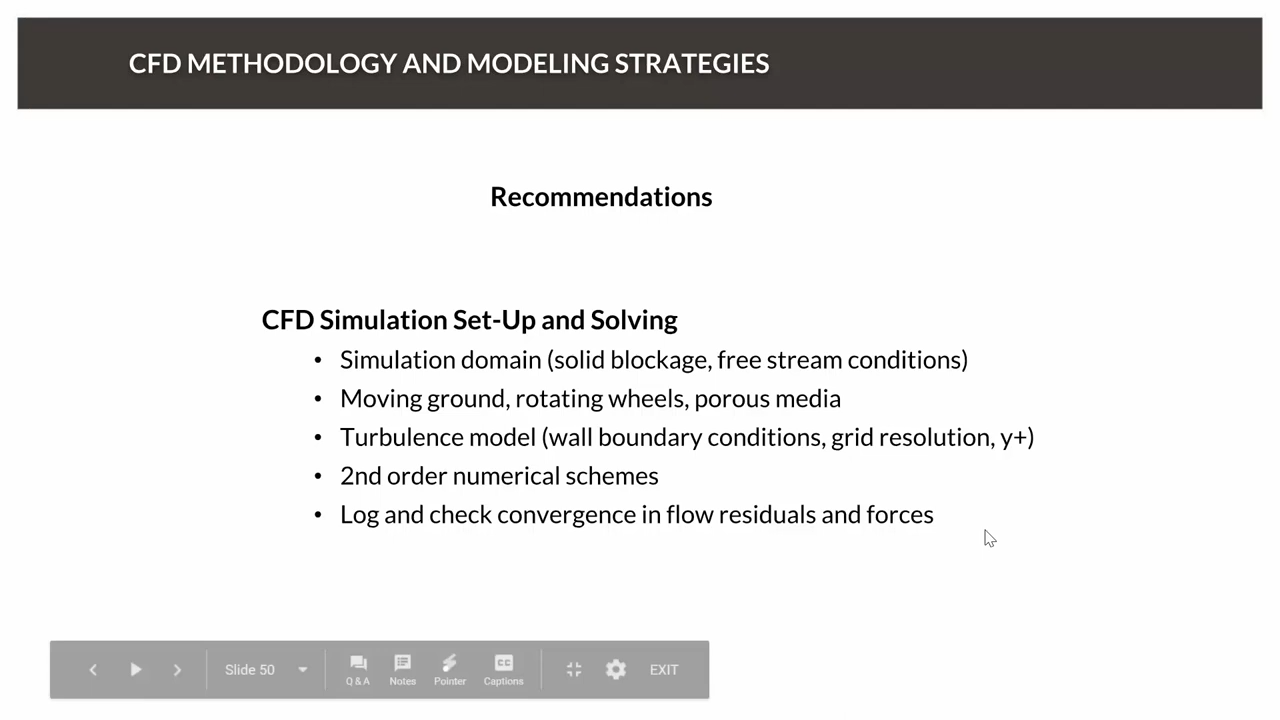 CFD METHODOLOGY AND MODELING STRATEGIES
Recommendations
CFD Simulation Set-Up and Solving
• Simulation domain (solid blockage, free stream conditions)
• Moving ground, rotating wheels, porous media
• Turbulence model (wall boundary conditions, grid resolution, y+)
• 2nd order numerical schemes
• Log and check convergence in flow residuals and forces
Slide 50
Q & A
Notes
Pointer
CC
Captions
EXIT